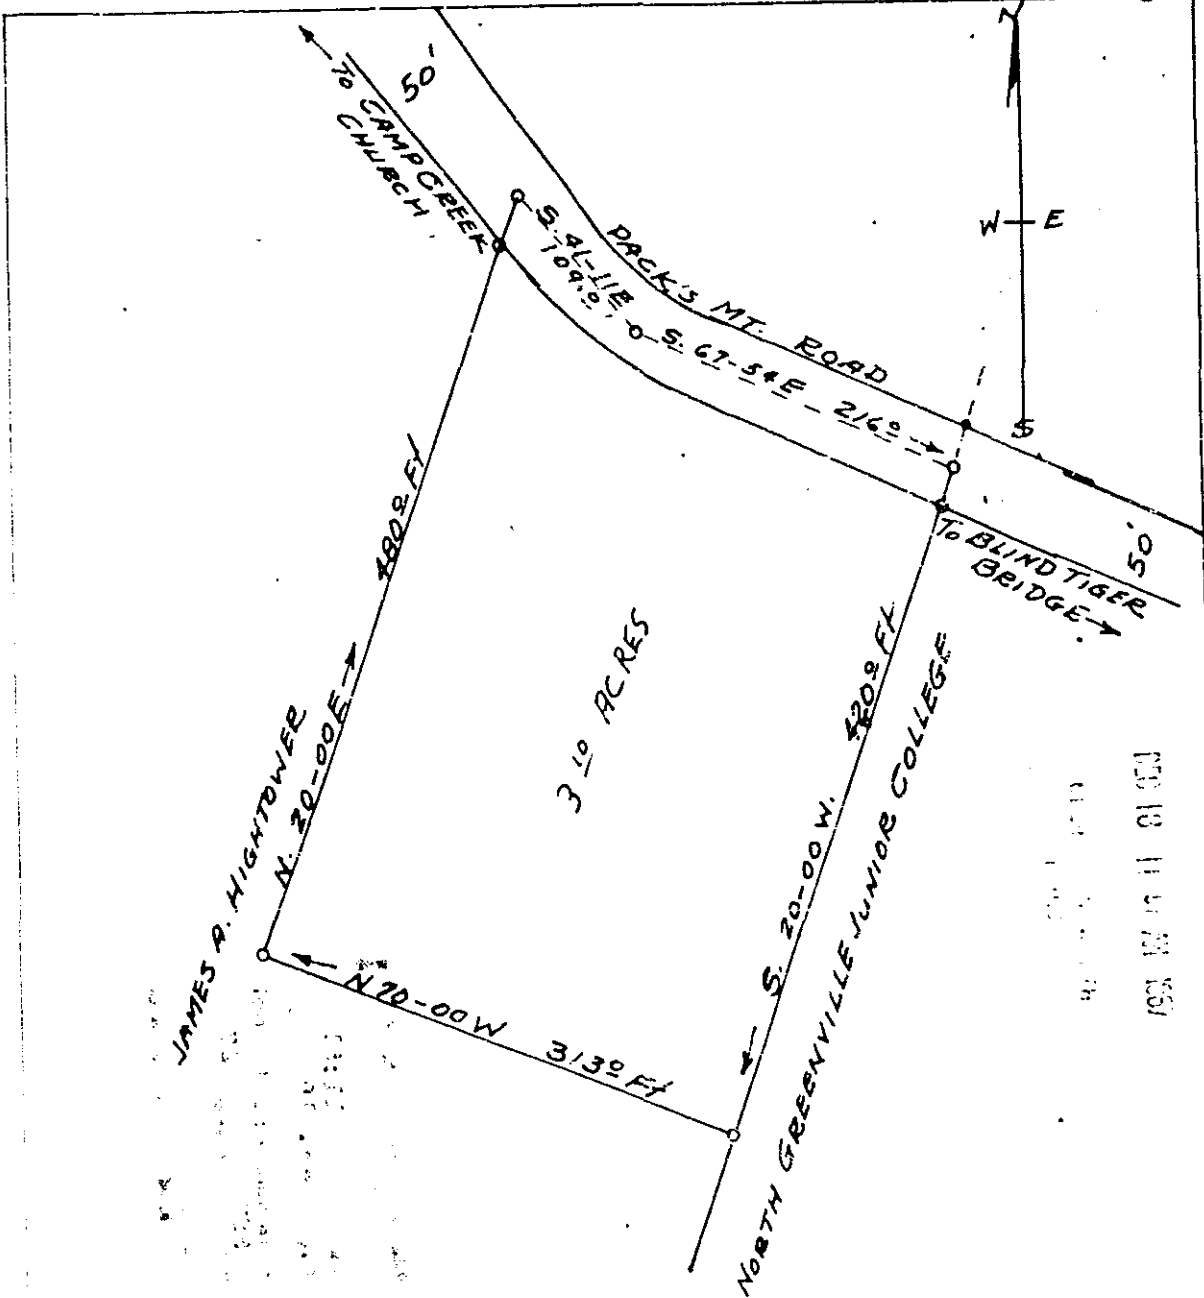 N
50'
TO CAMP CREEK
CHURCH
W E
S
S. 41-11E
109.0
PACK'S MT. ROAD
S. 67-54E 216.0
TO BLIND TIGER
BRIDGE
50'
480.0 Ft
N. 20-00E
JAMES A. HIGHTOWER
3.10 ACRES
420.0 Ft
S. 20-00 W.
NORTH GREENVILLE JUNIOR COLLEGE
N 70-00 W 313.0 Ft